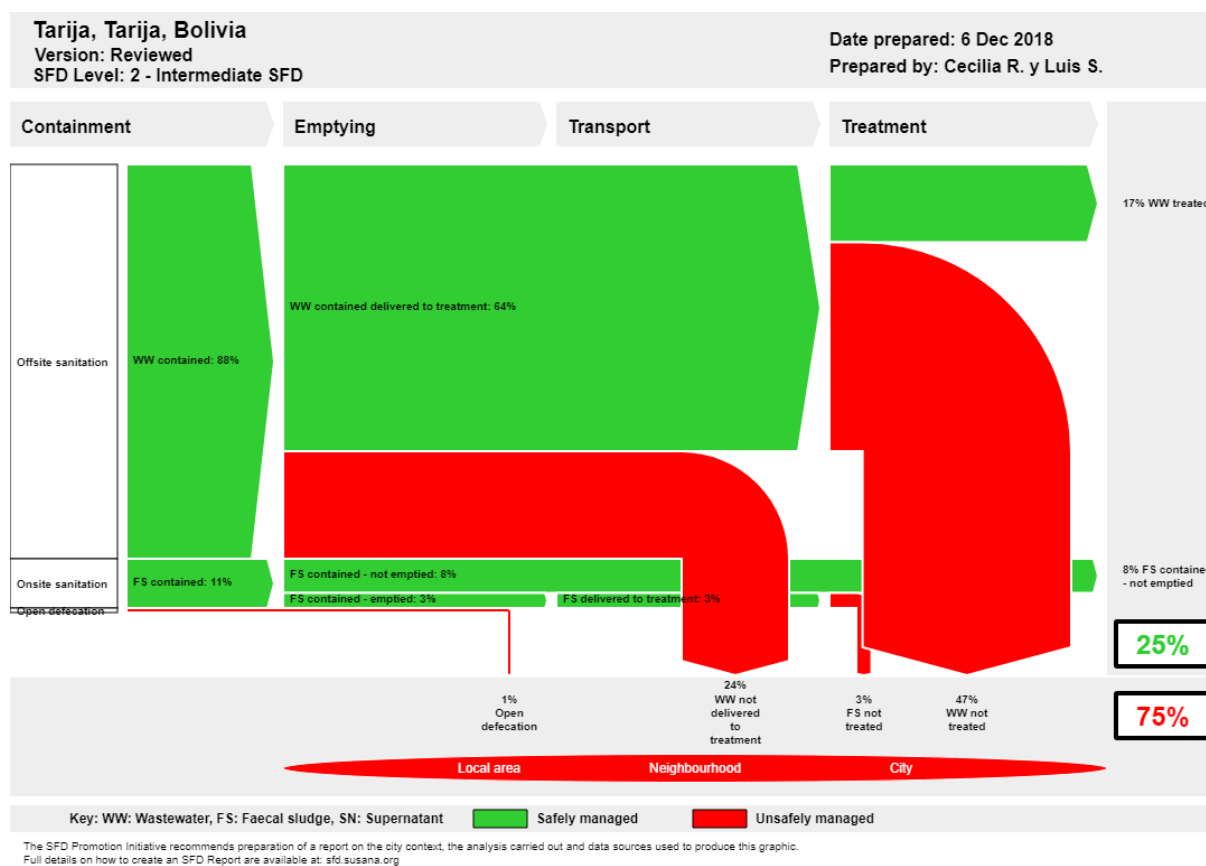 Tarija, Tarija, Bolivia
Version: Reviewed
SFD Level: 2 - Intermediate SFD
Date prepared: 6 Dec 2018
Prepared by: Cecilia R. y Luis S.
Containment
Emptying
Transport
Treatment
17% WW treated
WW contained delivered to treatment: 64%
Offsite sanitation
WW contained: 88%
Onsite sanitation
FS contained: 11%
FS contained - not emptied: 8%
8% FS contained
- not emptied
FS contained - emptied: 3%
FS delivered to treatment: 3%
Open defecation
25%
1%
Open
defecation
24%
WW not
delivered
to
treatment
3%
FS not
treated
47%
WW not
treated
75%
Local area
Neighbourhood
City
Key: WW: Wastewater, FS: Faecal sludge, SN: Supernatant
Safely managed
Unsafely managed
The SFD Promotion Initiative recommends preparation of a report on the city context, the analysis carried out and data sources used to produce this graphic.
Full details on how to create an SFD Report are available at: sfd.susana.org